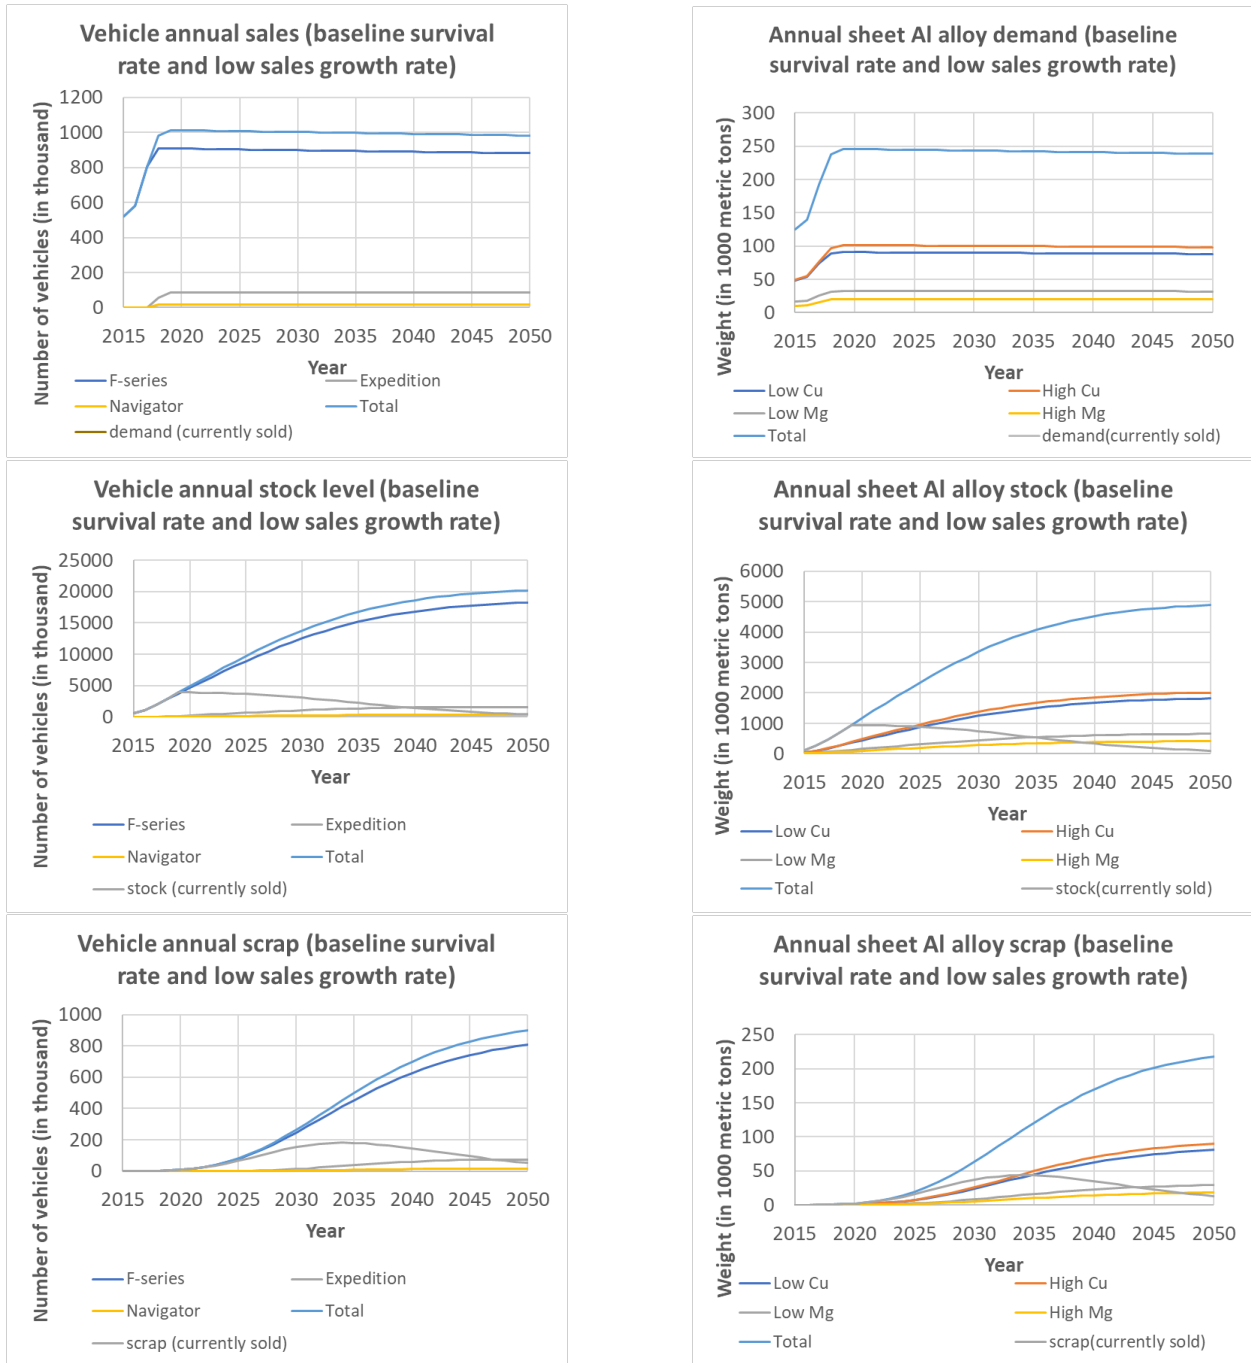 Vehicle annual sales (baseline survival
rate and low sales growth rate)
Number of vehicles (in thousand)
1200
1000
800
600
400
200
0
2015 2020 2025 2030 2035 2040 2045 2050
Year
F-series Expedition
Navigator Total
demand (currently sold)
Annual sheet Al alloy demand (baseline
survival rate and low sales growth rate)
Weight (in 1000 metric tons)
300
250
200
150
100
50
0
2015 2020 2025 2030 2035 2040 2045 2050
Year
Low Cu High Cu
Low Mg High Mg
Total demand(currently sold)
Vehicle annual stock level (baseline
survival rate and low sales growth rate)
Number of vehicles (in thousand)
25000
20000
15000
10000
5000
0
2015 2020 2025 2030 2035 2040 2045 2050
Year
F-series Expedition
Navigator Total
stock (currently sold)
Annual sheet Al alloy stock (baseline
survival rate and low sales growth rate)
Weight (in 1000 metric tons)
6000
5000
4000
3000
2000
1000
0
2015 2020 2025 2030 2035 2040 2045 2050
Year
Low Cu High Cu
Low Mg High Mg
Total stock(currently sold)
Vehicle annual scrap (baseline survival
rate and low sales growth rate)
Number of vehicles (in thousand)
1000
800
600
400
200
0
2015 2020 2025 2030 2035 2040 2045 2050
Year
F-series Expedition
Navigator Total
scrap (currently sold)
Annual sheet Al alloy scrap (baseline
survival rate and low sales growth rate)
Weight (in 1000 metric tons)
250
200
150
100
50
0
2015 2020 2025 2030 2035 2040 2045 2050
Year
Low Cu High Cu
Low Mg High Mg
Total scrap(currently sold)